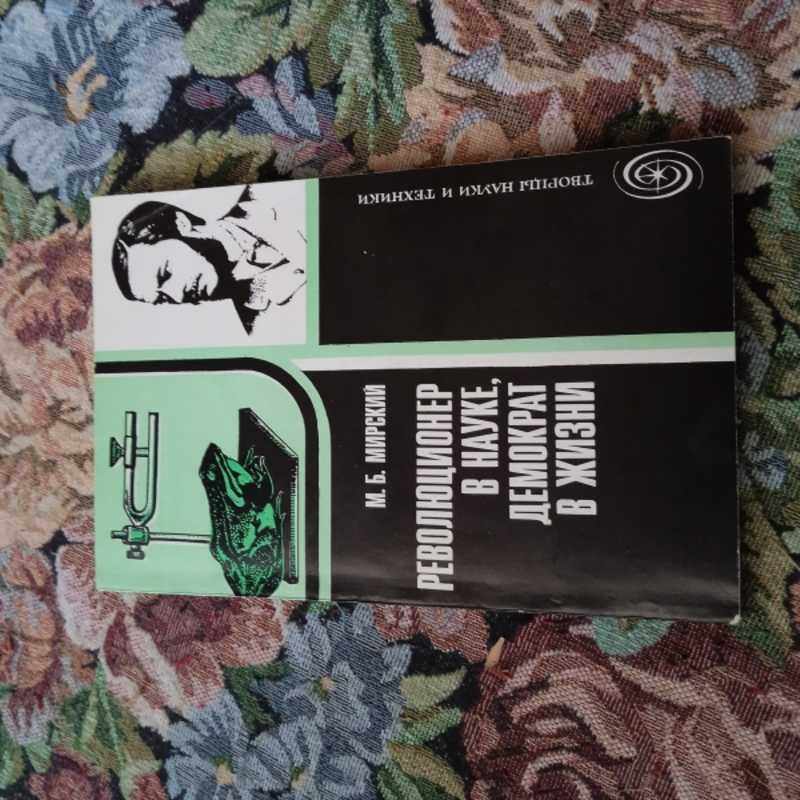 М. Б. МИРСКИЙ
РЕВОЛЮЦИОНЕР
В НАУКЕ,
ДЕМОКРАТ
В ЖИЗНИ
ТВОРЦЫ НАУКИ И ТЕХНИКИ